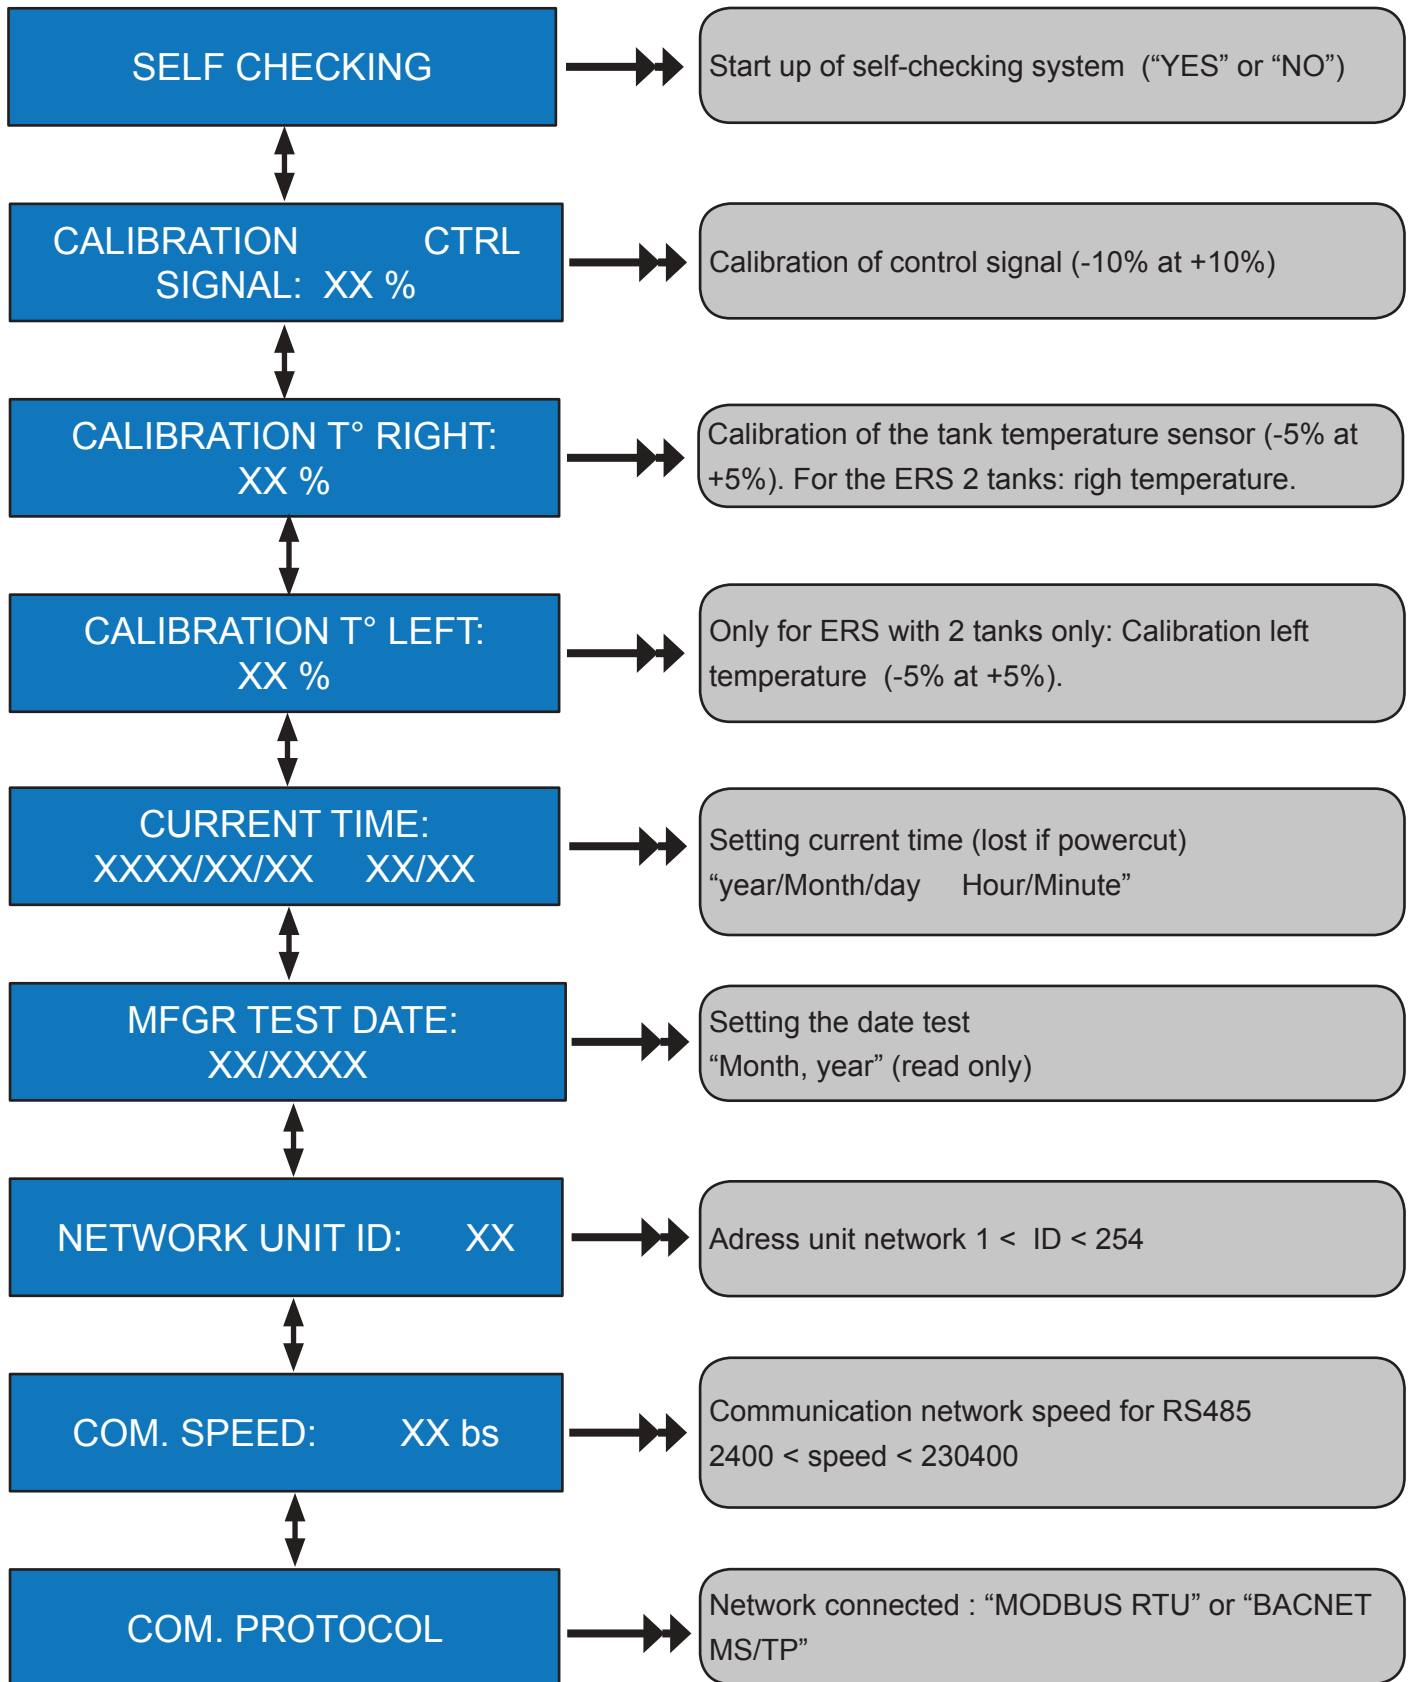 SELF CHECKING
Start up of self-checking system  (“YES” or “NO”)
CALIBRATION CTRL
SIGNAL: XX %
Calibration of control signal (-10% at +10%)
CALIBRATION T° RIGHT:
XX %
Calibration of the tank temperature sensor (-5% at
+5%). For the ERS 2 tanks: righ temperature.
CALIBRATION T° LEFT:
XX %
Only for ERS with 2 tanks only: Calibration left
temperature  (-5% at +5%).
CURRENT TIME:
XXXX/XX/XX XX/XX
Setting current time (lost if powercut)
“year/Month/day Hour/Minute”
MFGR TEST DATE:
XX/XXXX
Setting the date test
“Month, year” (read only)
NETWORK UNIT ID: XX
Adress unit network 1 <  ID < 254
COM. SPEED: XX bs
Communication network speed for RS485
2400 < speed < 230400
COM. PROTOCOL
Network connected : “MODBUS RTU” or “BACNET
MS/TP”